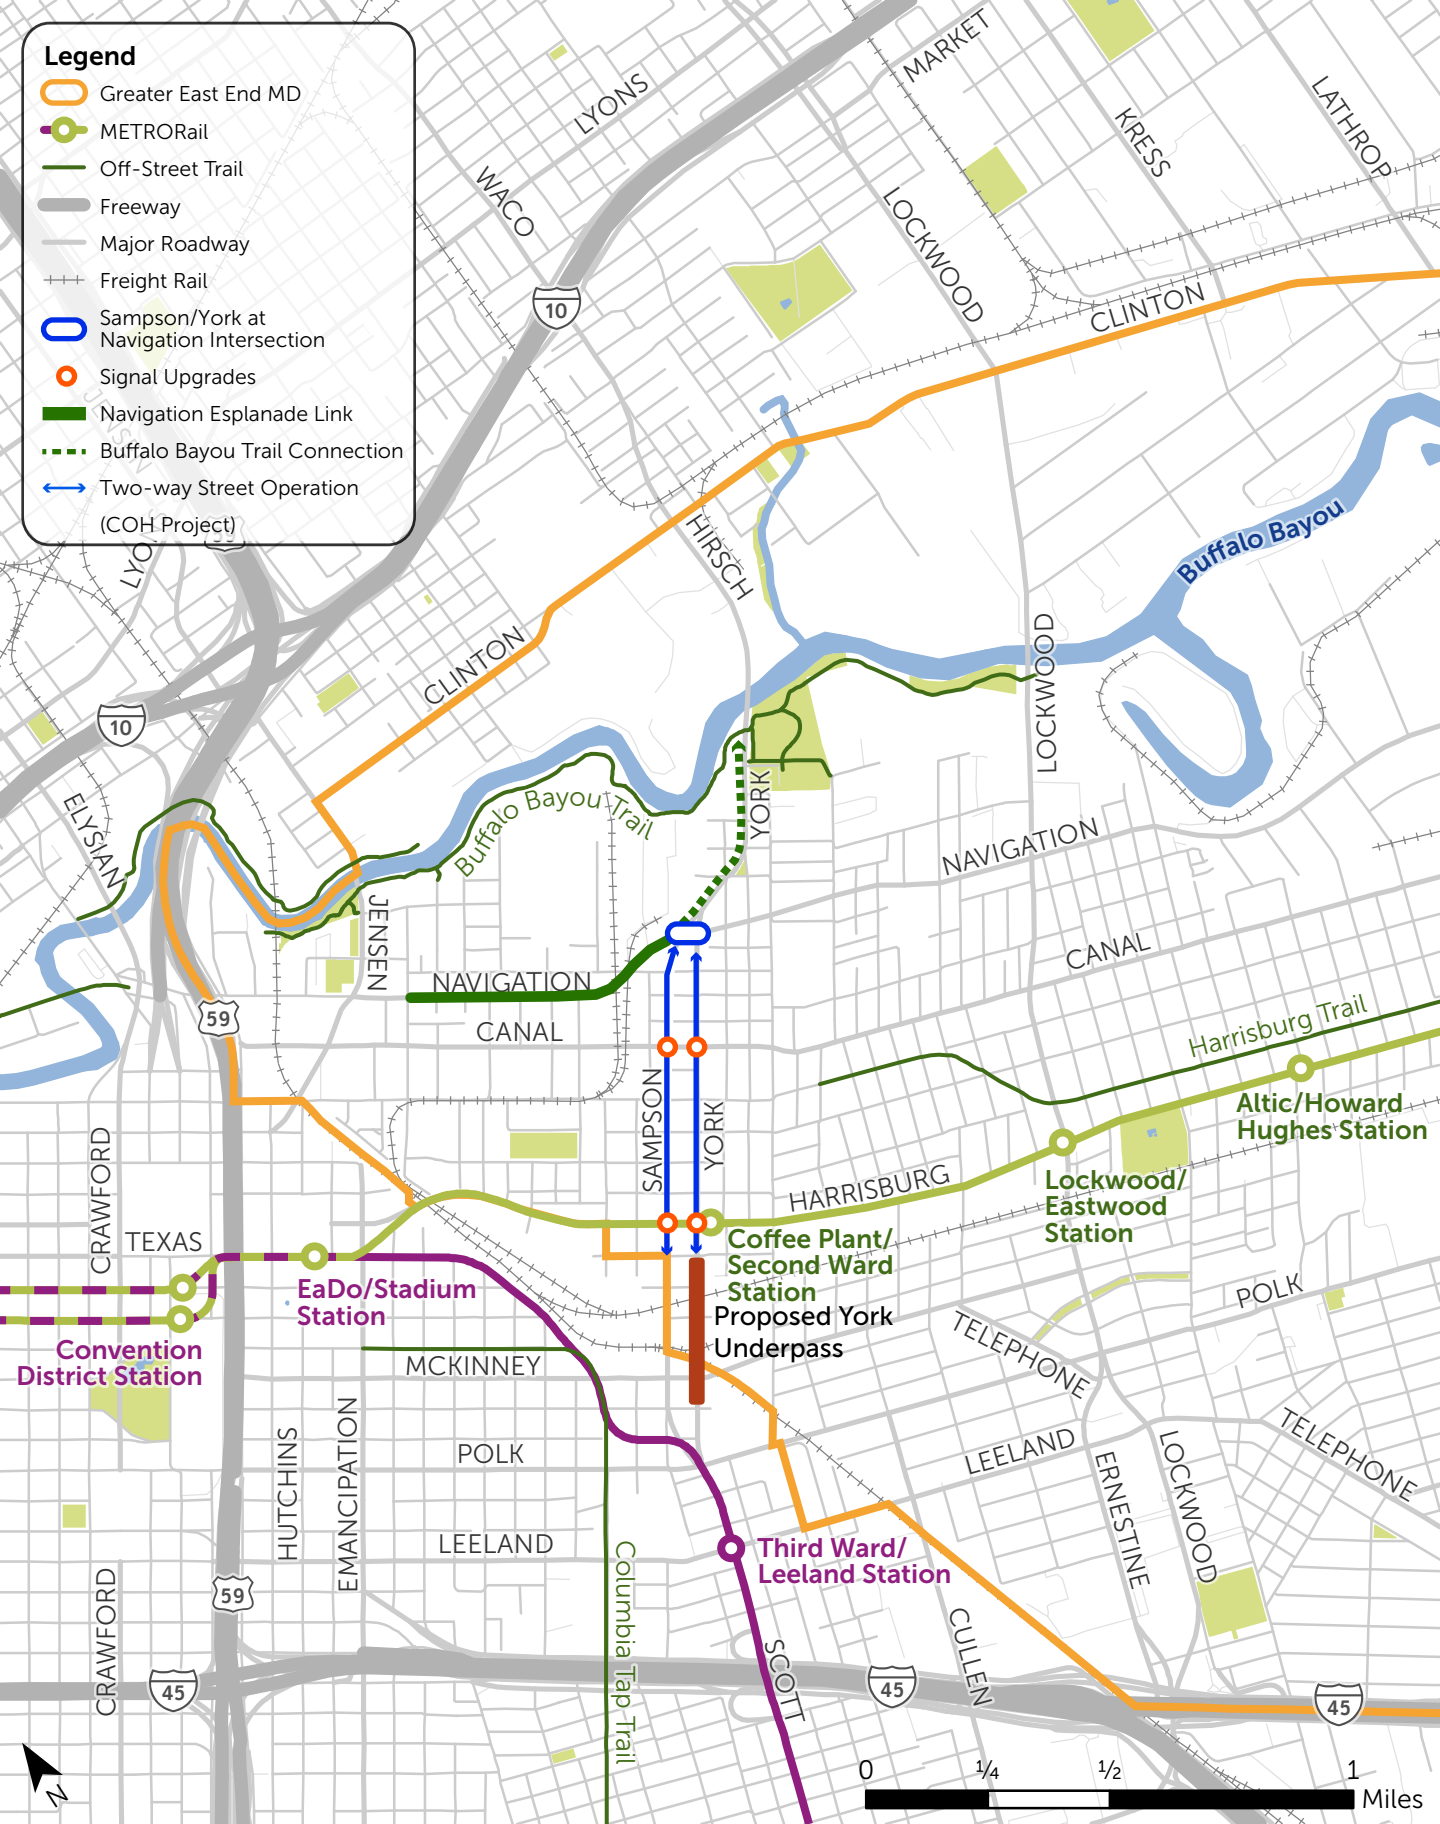 Legend
Greater East End MD
METRORail
Off-Street Trail
Freeway
Major Roadway
Freight Rail
Sampson/York at
Navigation Intersection
Signal Upgrades
Navigation Esplanade Link
Buffalo Bayou Trail Connection
Two-way Street Operation
(COH Project)
LYONS
MARKET
KRESS
LATHROP
WACO
LOCKWOOD
10
CLINTON
HIRSCH
Buffalo Bayou
LYO
59
CLINTON
LOCKWOOD
10
ELYSIAN
Buffalo Bayou Trail
YORK
NAVIGATION
JENSEN
NAVIGATION
CANAL
CANAL
59
Harrisburg Trail
SAMPSON
YORK
Altic/Howard
Hughes Station
CRAWFORD
TEXAS
HARRISBURG
Lockwood/
Eastwood
Station
Coffee Plant/
Second Ward
Station
EaDo/Stadium
Station
Proposed York
Underpass
Convention
District Station
POLK
TELEPHONE
MCKINNEY
HUTCHINS
EMANCIPATION
POLK
LEELAND
TELEPHONE
LOCKWOOD
ERNESTINE
LEELAND
Third Ward/
Leeland Station
59
CRAWFORD
Columbia Tap Trail
SCOTT
CULLEN
45
45
45
N
0 ¼ ½ 1
Miles